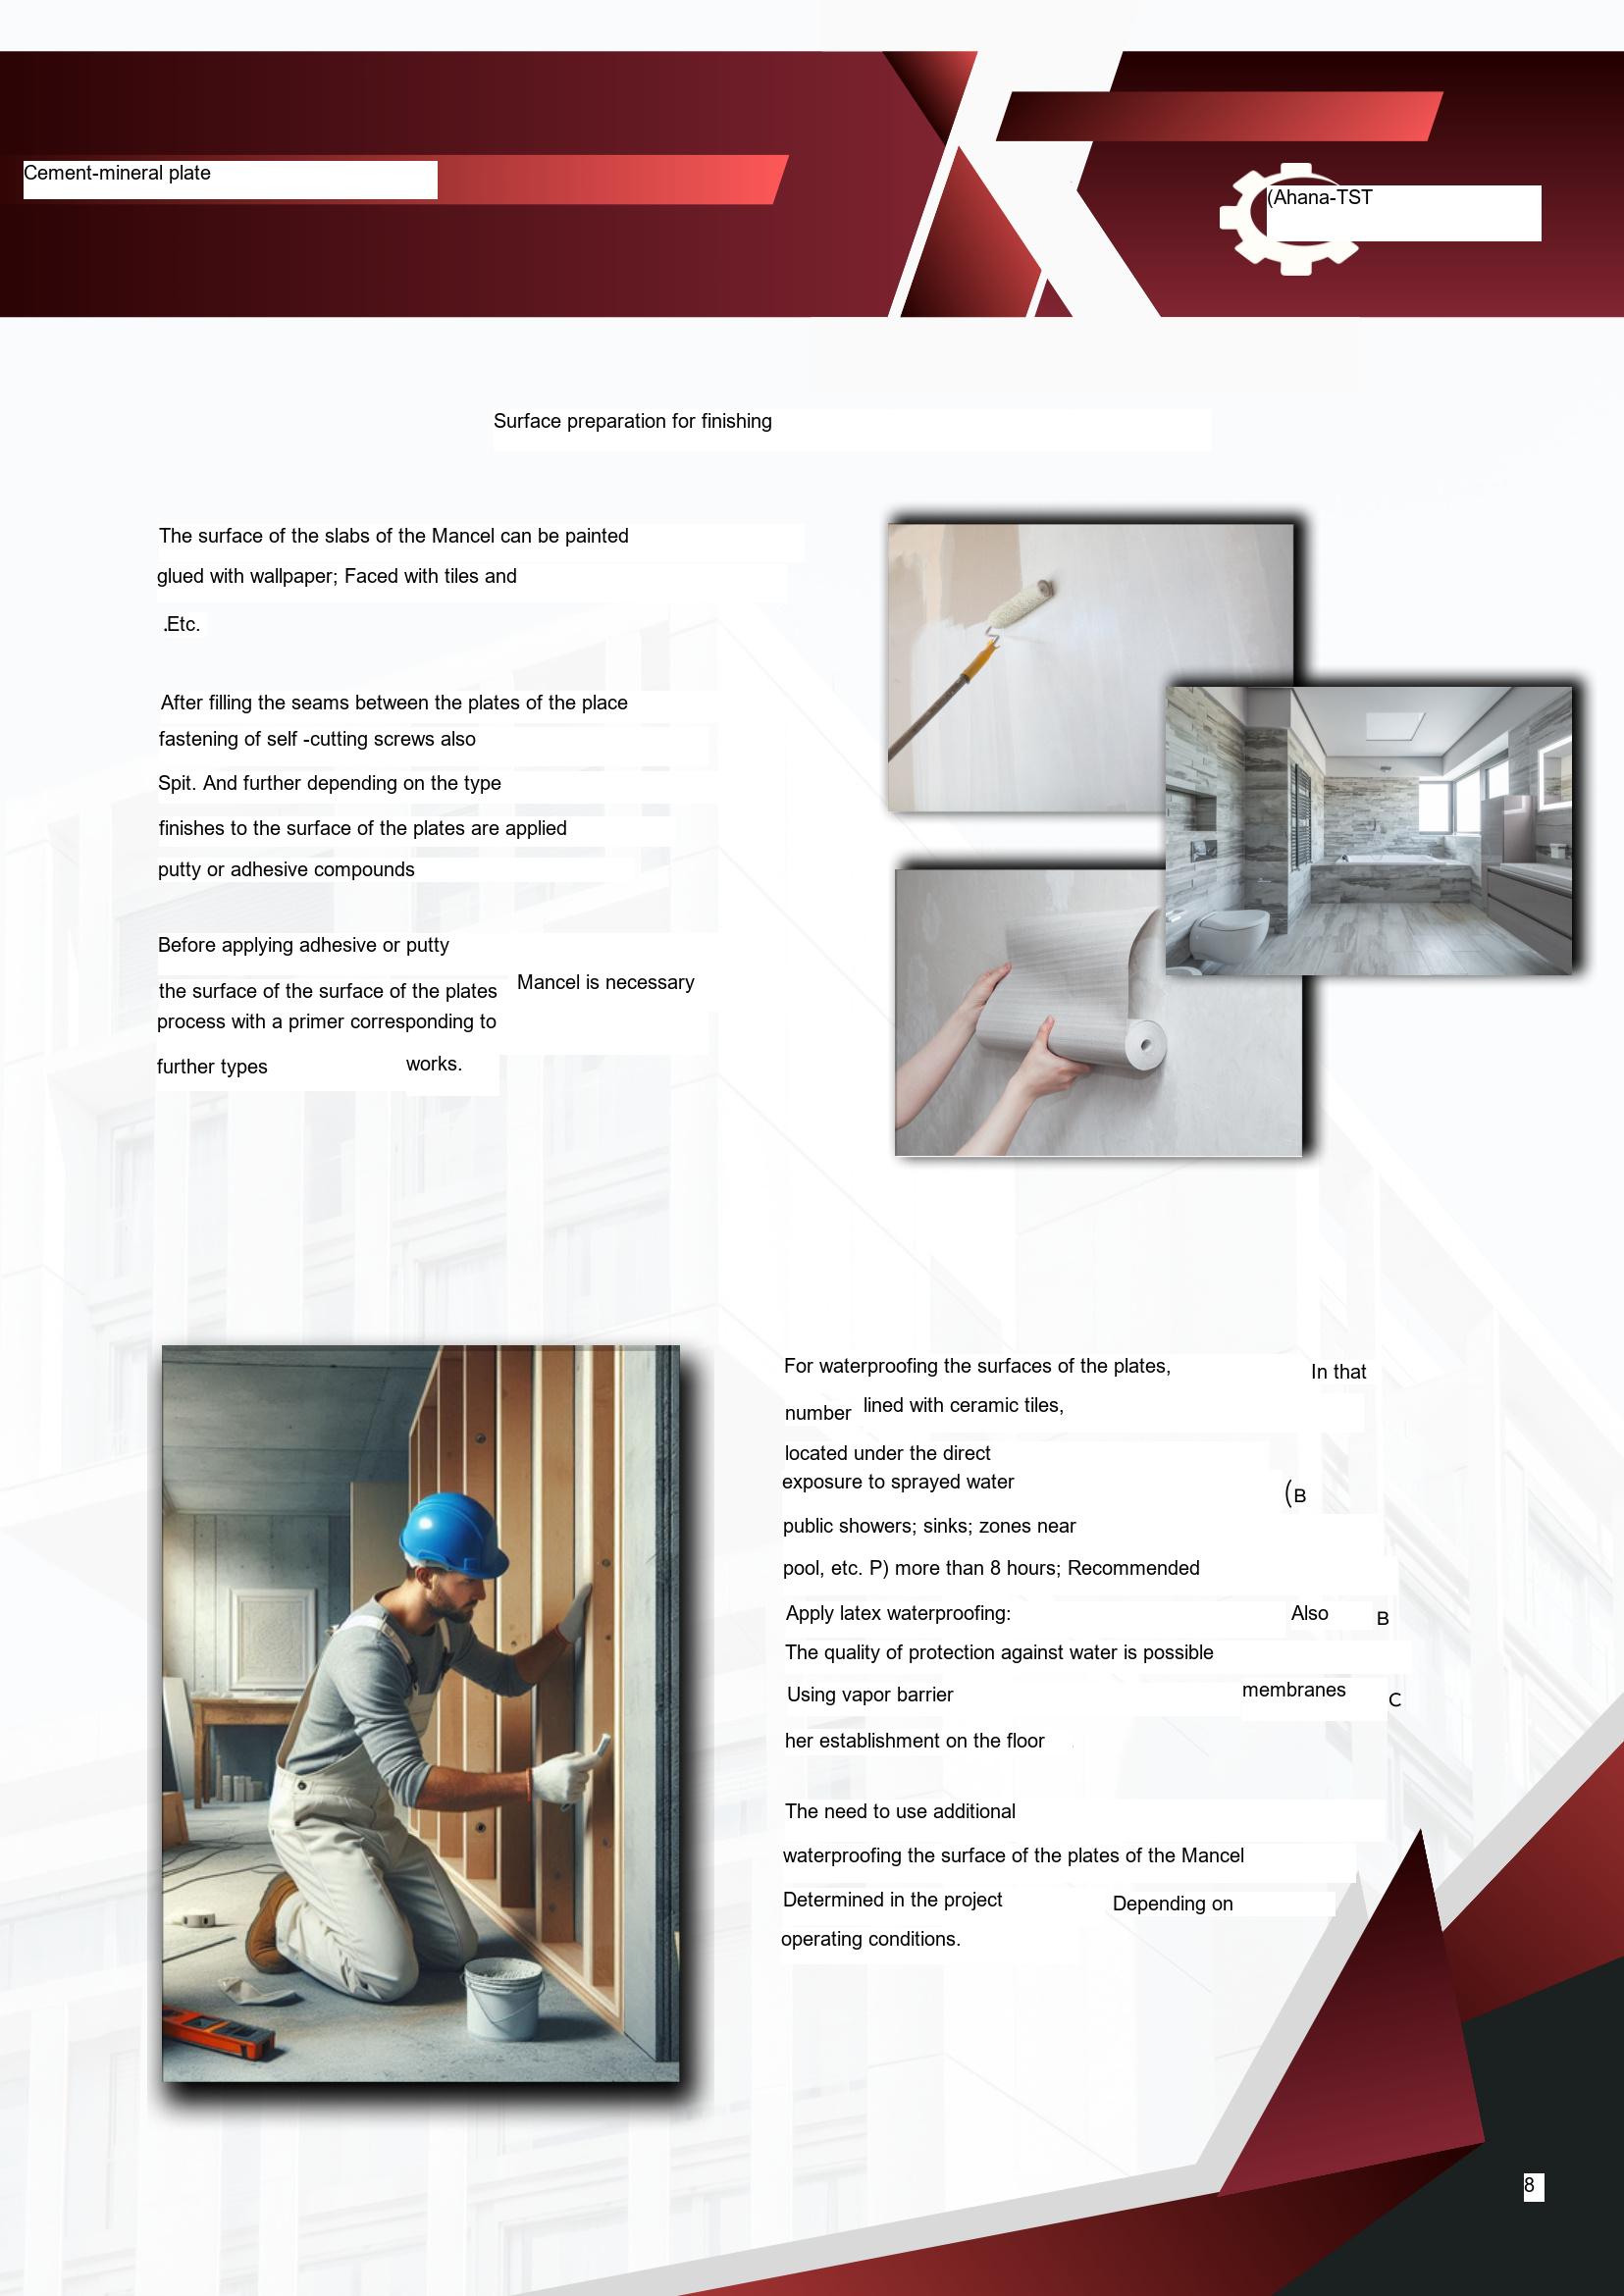 Cement-mineral plate
(Ahana-TST
Surface preparation for finishing
The surface of the slabs of the Mancel can be painted
glued with wallpaper; Faced with tiles and
.Etc.
After filling the seams between the plates of the place
fastening of self -cutting screws also
Spit. And further depending on the type
finishes to the surface of the plates are applied
putty or adhesive compounds
Before applying adhesive or putty
the surface of the surface of the plates Mancel is necessary
process with a primer corresponding to
further types works.
For waterproofing the surfaces of the plates, In that
number lined with ceramic tiles,
located under the direct
exposure to sprayed water (B
public showers; sinks; zones near
pool, etc. P) more than 8 hours; Recommended
Apply latex waterproofing: Also B
The quality of protection against water is possible
Using vapor barrier membranes C
her establishment on the floor
The need to use additional
waterproofing the surface of the plates of the Mancel
Determined in the project Depending on
operating conditions.
8